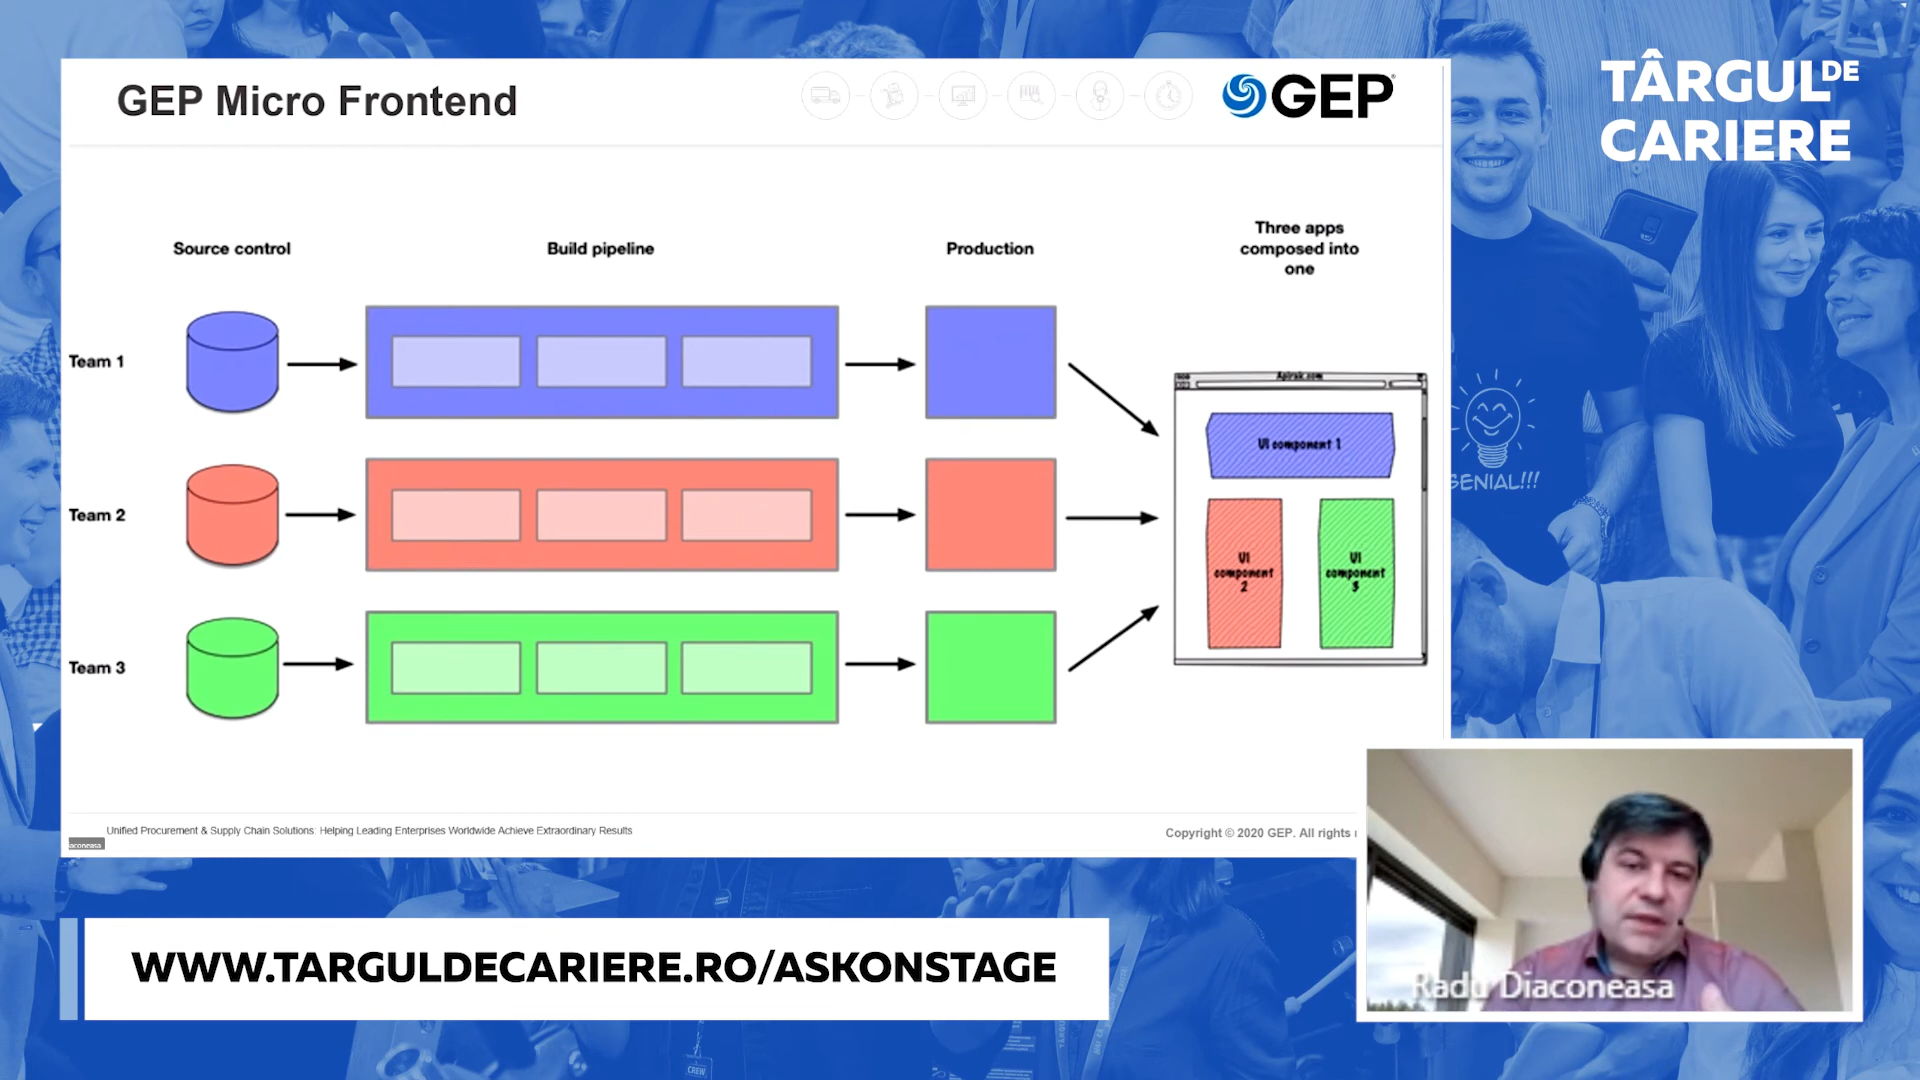 GEP Micro Frontend
GEP
TÂRGUL DE
CARIERE
Source control
Build pipeline
Production
Three apps
composed into
one
Team 1
Team 2
Team 3
UI component 1
UI
component
2
UI
component
3
GENIAL!!!
Unified Procurement & Supply Chain Solutions: Helping Leading Enterprises Worldwide Achieve Extraordinary Results
Copyright © 2020 GEP. All rights
aconeasa
WWW.TARGULDECARIERE.RO/ASKONSTAGE
Radu Diaconeasa
CREW